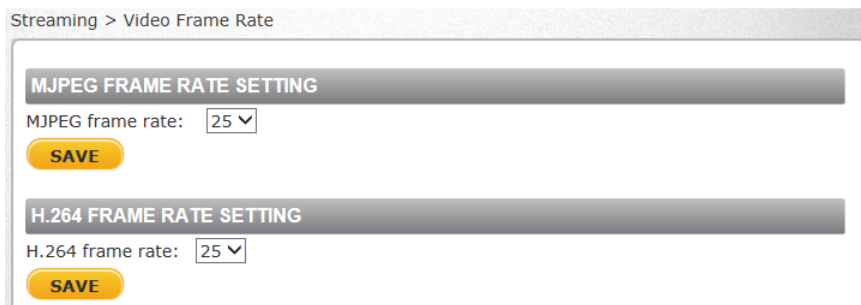 Streaming > Video Frame Rate
MJPEG FRAME RATE SETTING
MJPEG frame rate: 25
SAVE
H.264 FRAME RATE SETTING
H.264 frame rate: 25
SAVE